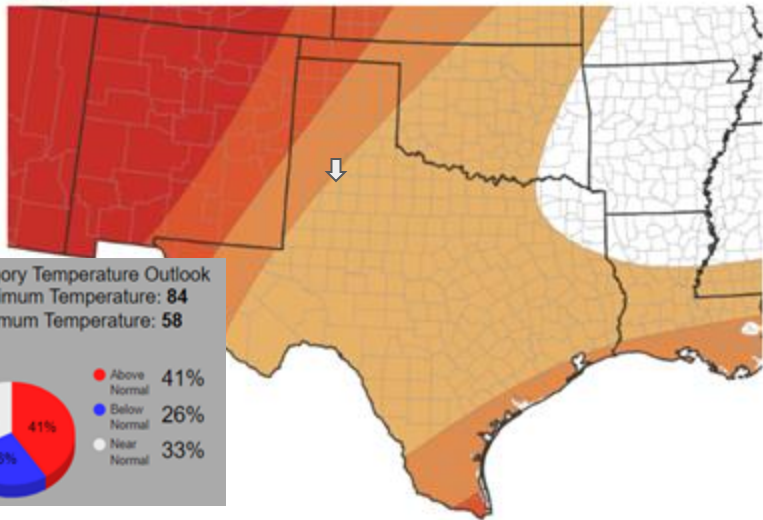 ory Temperature Outlook
imum Temperature: 84
mum Temperature: 58
Above
Normal
41%
Below
Normal
26%
Near
Normal
33%
41%
6%